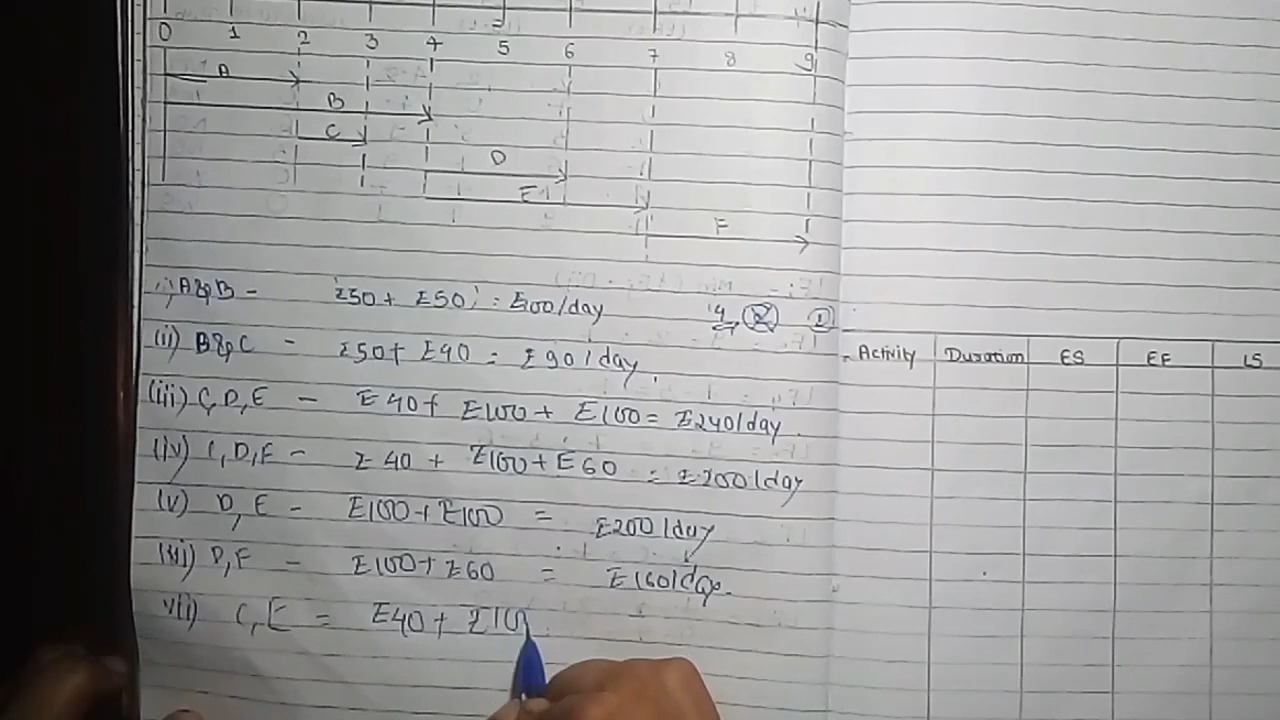 0 1 2 3 4 5 6 7 8 9
A
B
C
D
E
F
i) A & B - £50 + £50 = £100/day
(ii) B & C - £50 + £40 = £90/day.
(iii) C, D, E - £40 + £100 + £100 = £240/day.
(iv) C, D, F - £40 + £100 + £60 = £200/day
(v) D, E - £100 + £100 = £200/day
(vi) D, F - £100 + £60 = £160/day.
vii) C, E = £40 + £100
Activity Duration ES EF LS